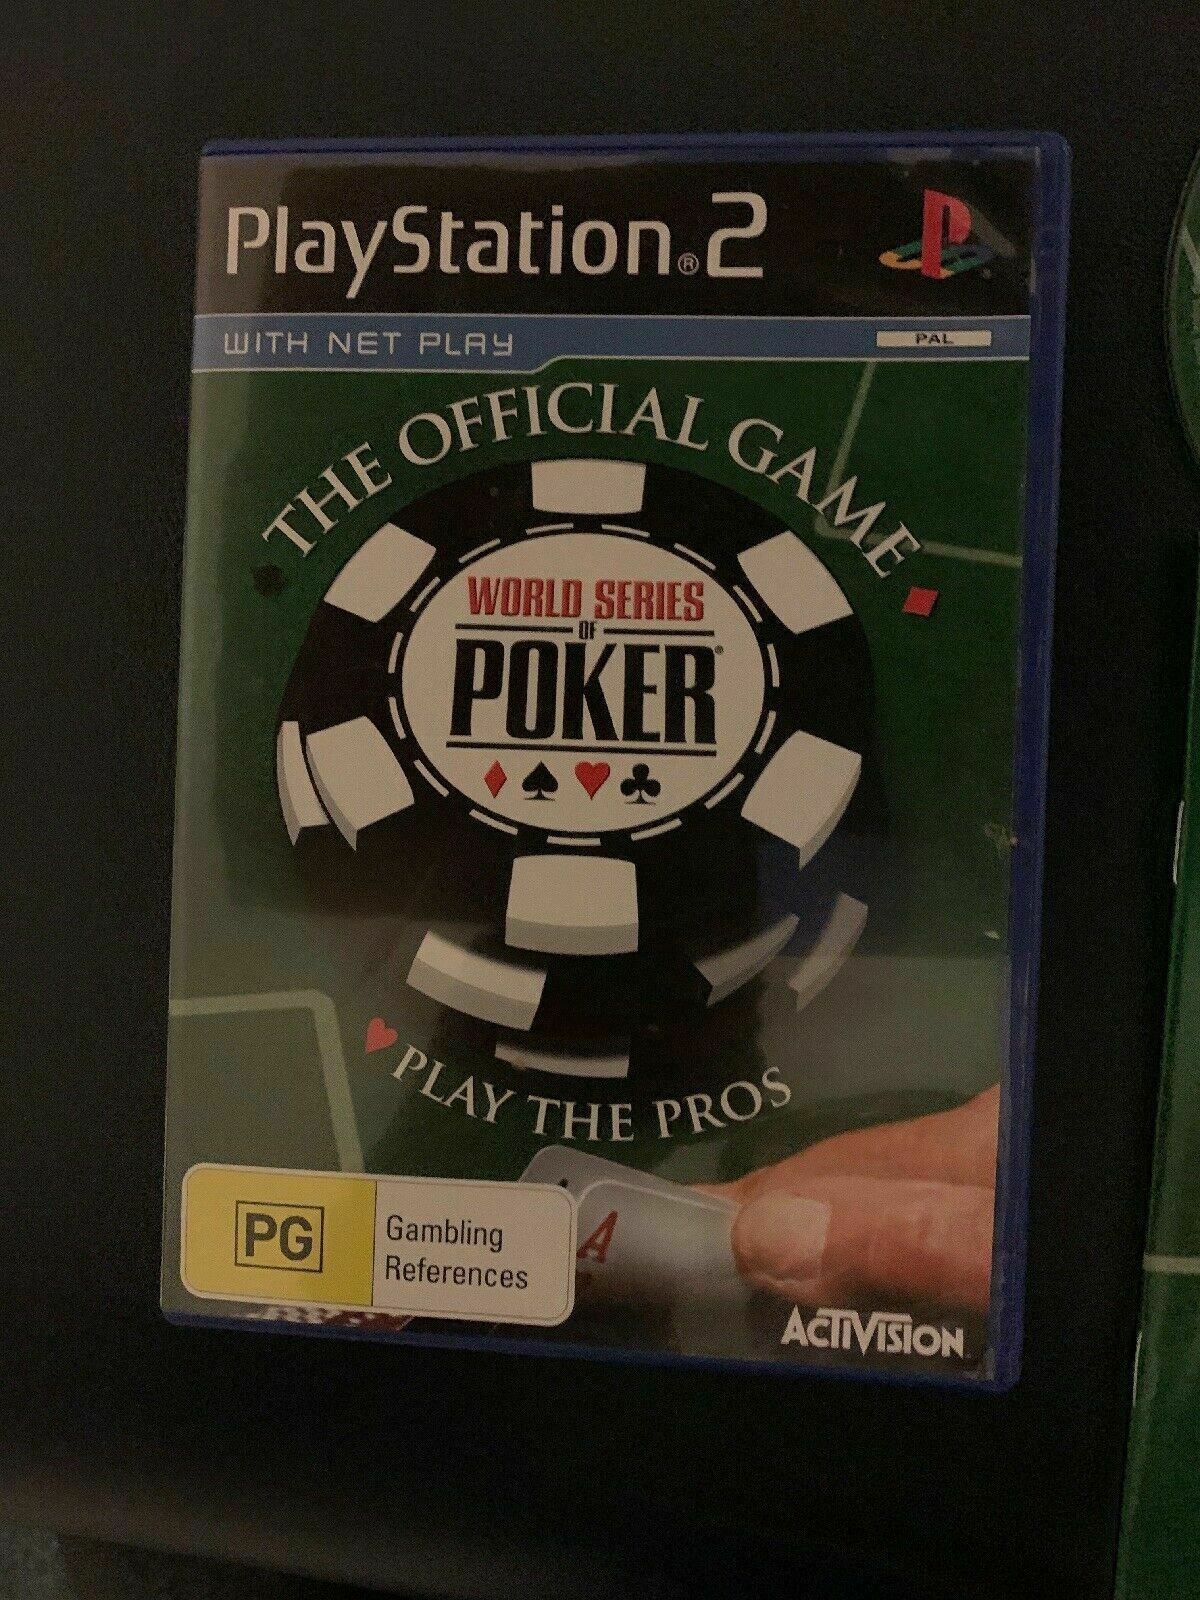 PlayStation®2
WITH NET PLAY
PAL
THE OFFICIAL GAME
WORLD SERIES
OF
POKER®
PLAY THE PROS
PG
Gambling
References
A
ACTIVISION